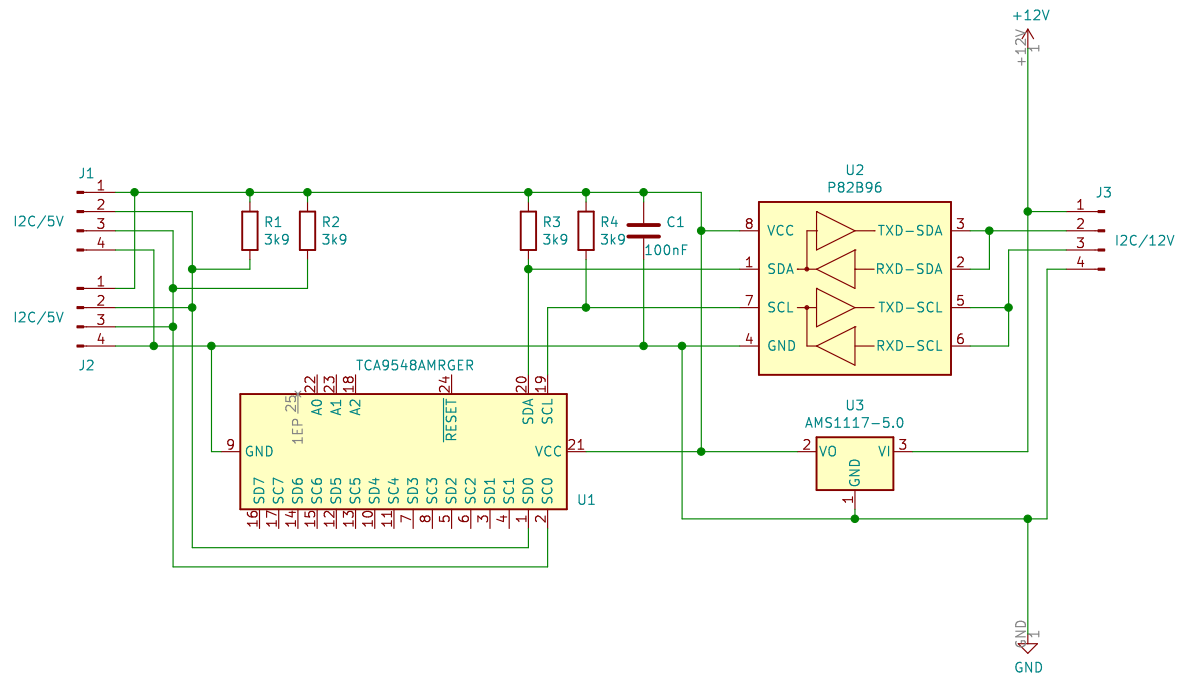 +12V
+12V
1
J1
1
2
3
4
I2C/5V
1
2
3
4
I2C/5V
J2
R1
3k9
R2
3k9
R3
3k9
R4
3k9
C1
100nF
U2
P82B96
8
VCC
1
SDA
7
SCL
4
GND
TXD-SDA
3
RXD-SDA
2
TXD-SCL
5
RXD-SCL
6
J3
1
2
3
4
I2C/12V
TCA9548AMRGER
25
1EP
22
A0
23
A1
18
A2
24
RESET
20
SDA
19
SCL
9
GND
VCC
21
SD7
SC7
SD6
SC6
SD5
SC5
SD4
SC4
SD3
SC3
SD2
SC2
SD1
SC1
SD0
SC0
U1
16
17
14
15
12
13
10
11
7
8
5
6
3
4
1
2
U3
AMS1117-5.0
2
VO
VI
3
GND
1
GND
1
GND